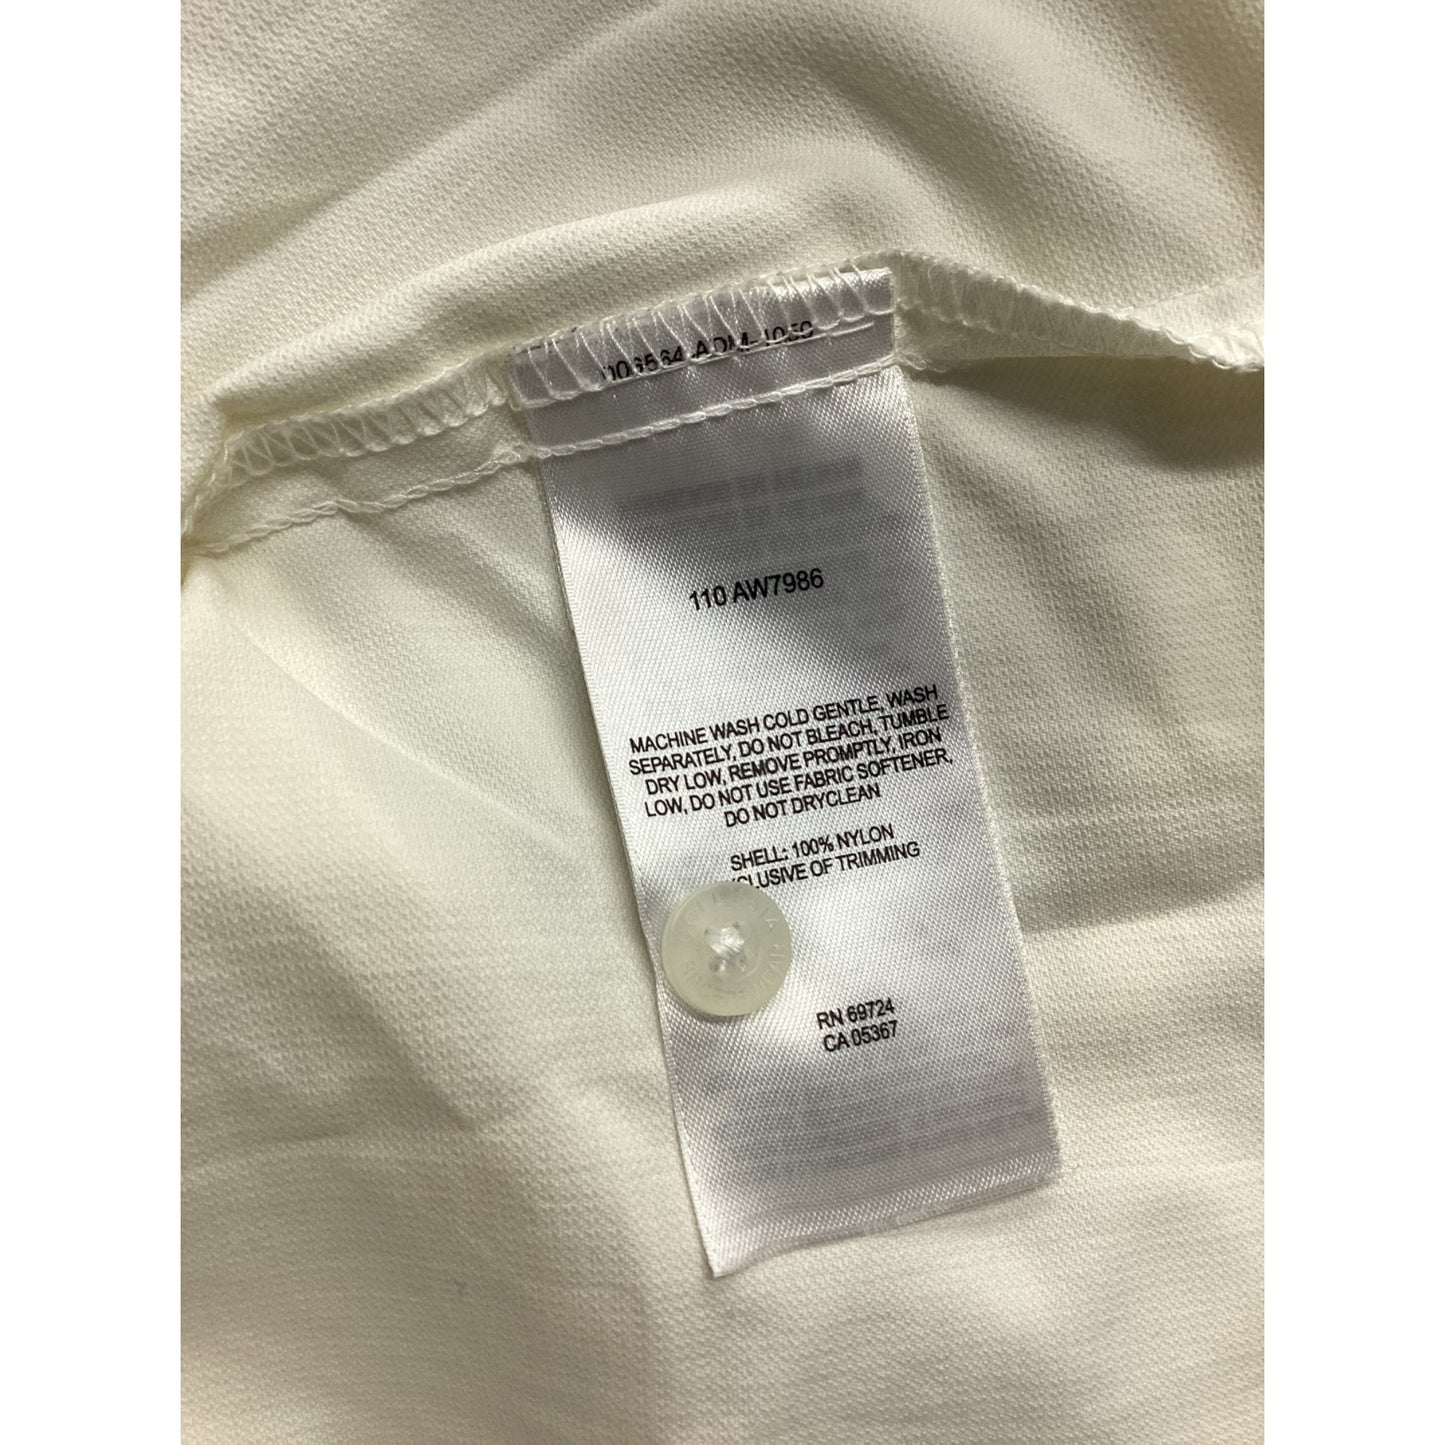 110 AW7986
MACHINE WASH COLD GENTLE, WASH
SEPARATELY, DO NOT BLEACH, TUMBLE
DRY LOW, REMOVE PROMPTLY, IRON
LOW, DO NOT USE FABRIC SOFTENER,
DO NOT DRYCLEAN
SHELL: 100% NYLON
OF TRIMMING
RN 69724
CA 05367